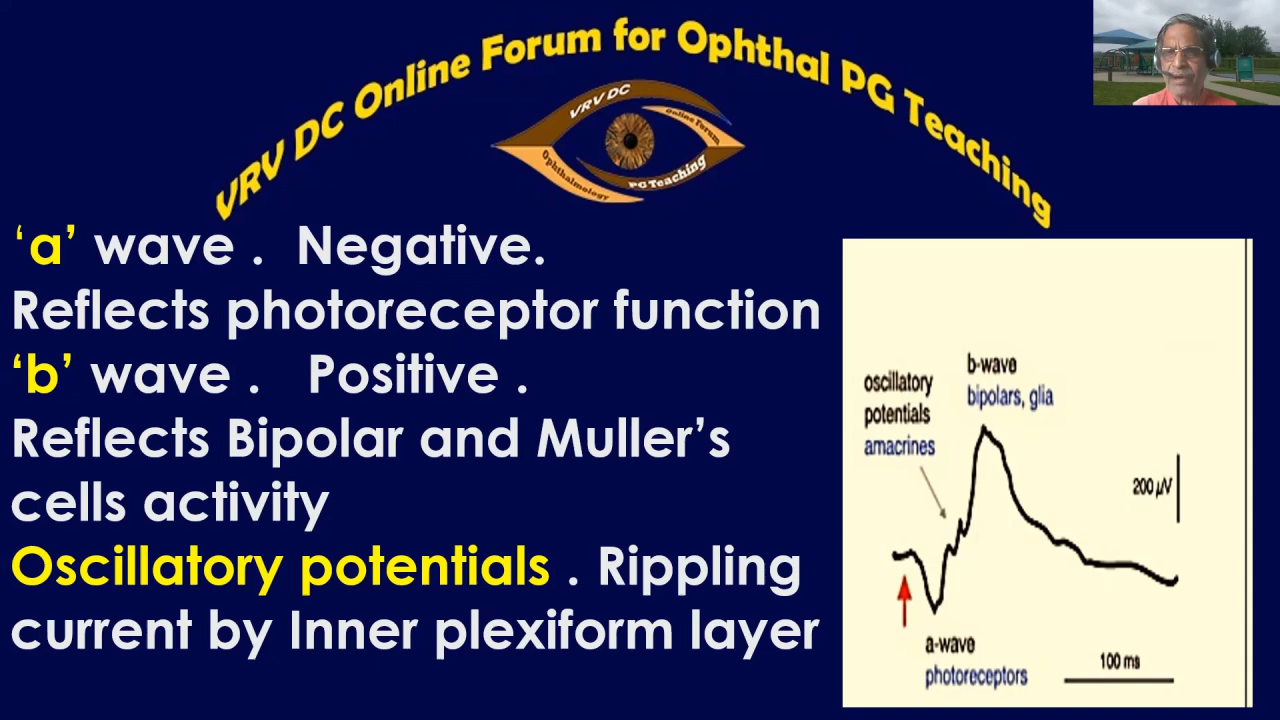 VRV DC Online Forum for Ophthal PG Teaching
VRV DC
Online Forum
Ophthalmology
PG Teaching
‘a’ wave .  Negative.
Reflects photoreceptor function
‘b’ wave .   Positive .
Reflects Bipolar and Muller’s
cells activity
Oscillatory potentials . Rippling
current by Inner plexiform layer
b-wave
bipolars, glia
oscillatory
potentials
amacrines
200 µV
a-wave
photoreceptors
100 ms